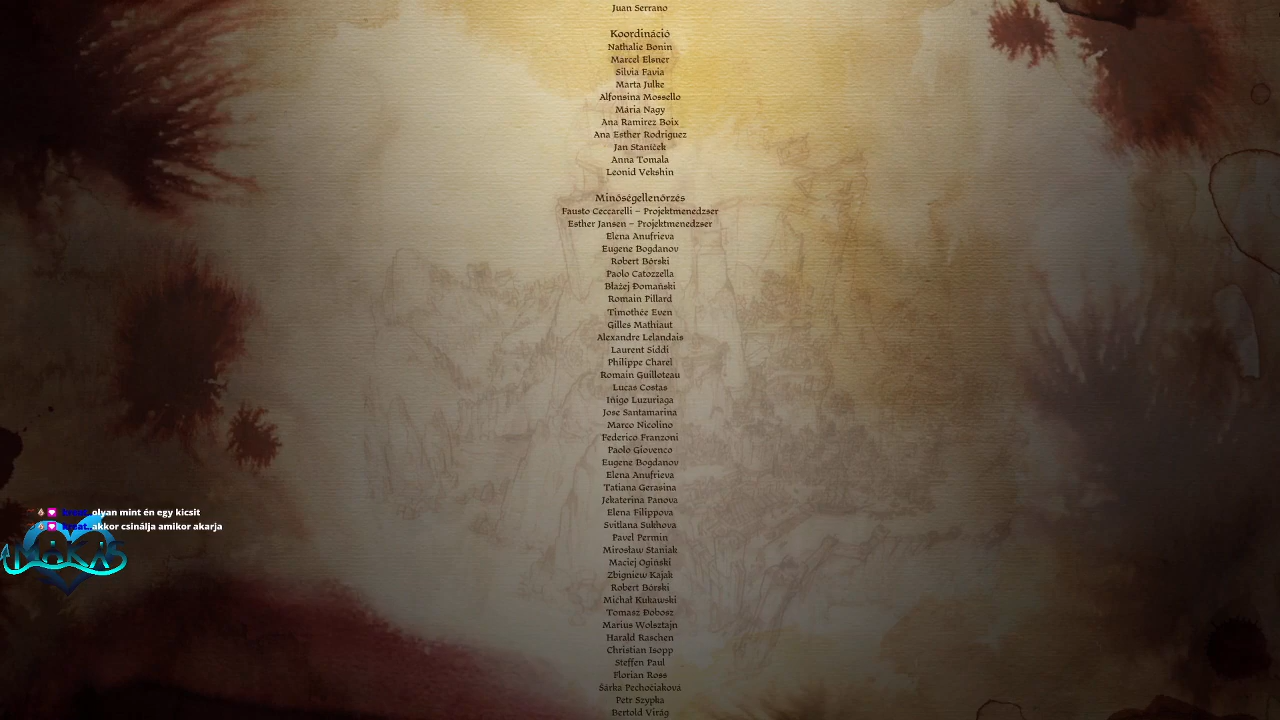 Juan Serrano
Koordináció
Nathalie Bonin
Marcel Elsner
Silvia Favia
Marta Julke
Alfonsina Mossello
Mária Nagy
Ana Ramirez Boix
Ana Esther Rodriguez
Jan Staníček
Anna Tomala
Leonid Vekshin
Minőségellenőrzés
Fausto Ceccarelli – Projektmenedzser
Esther Jansen – Projektmenedzser
Elena Anufrieva
Eugene Bogdanov
Robert Bórski
Paolo Catozzella
Błażej Domański
Romain Pillard
Timothée Even
Gilles Mathiaut
Alexandre Lelandais
Laurent Siddi
Philippe Charel
Romain Guilloteau
Lucas Costas
Iñigo Luzuriaga
Jose Santamarina
Marco Nicolino
Federico Franzoni
Paolo Giovenco
Eugene Bogdanov
Elena Anufrieva
Tatiana Gerasina
Jekaterina Panova
Elena Filippova
Svitlana Sukhova
Pavel Permin
Mirosław Staniak
Maciej Ogiński
Zbigniew Kajak
Robert Bórski
Michał Kukawski
Tomasz Dobosz
Marius Wolsztajn
Harald Raschen
Christian Isopp
Steffen Paul
Florian Ross
Šárka Pechočiaková
Petr Szypka
Bertold Virág
olyan mint én egy kicsit
akkor csinálja amikor akarja
MAKAS